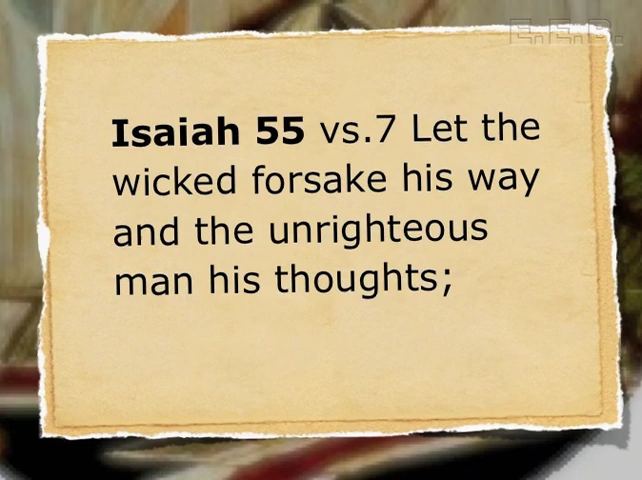 E.E.B.
Isaiah 55 vs.7 Let the
wicked forsake his way
and the unrighteous
man his thoughts;